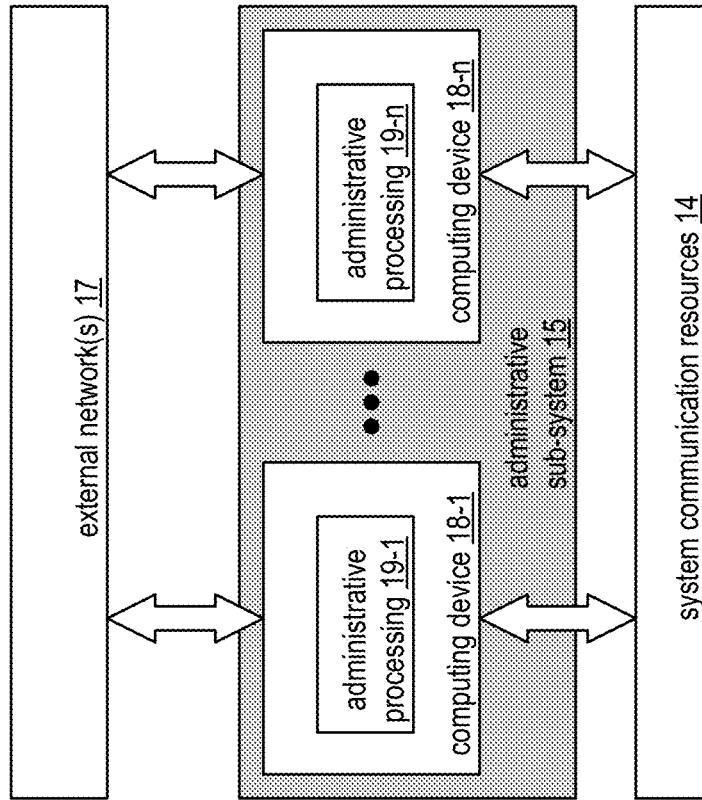 external network(s) 17
administrative
processing 19-1
computing device 18-1
administrative
processing 19-n
computing device 18-n
administrative
sub-system 15
system communication resources 14